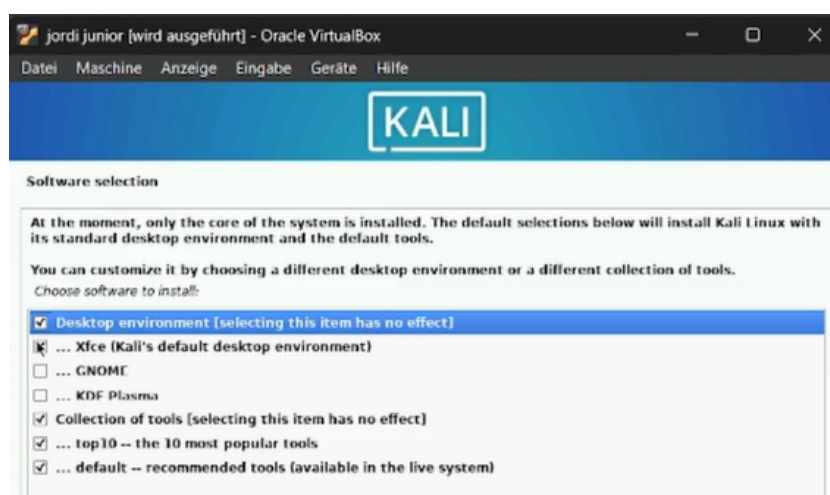 jordi junior [wird ausgeführt] - Oracle VirtualBox
Datei Maschine Anzeige Eingabe Geräte Hilfe
KALI
Software selection
At the moment, only the core of the system is installed. The default selections below will install Kali Linux with
its standard desktop environment and the default tools.
You can customize it by choosing a different desktop environment or a different collection of tools.
Choose software to install:
Desktop environment [selecting this item has no effect]
... Xfce (Kali's default desktop environment)
... GNOME
... KDE Plasma
Collection of tools [selecting this item has no effect]
... top10 -- the 10 most popular tools
... default -- recommended tools (available in the live system)